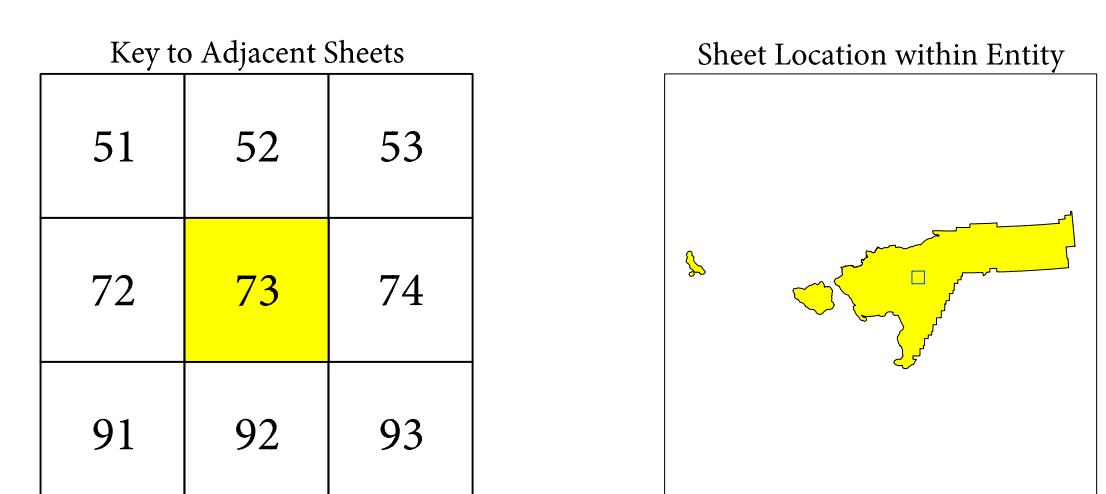 Key to Adjacent Sheets
Sheet Location within Entity
51 52 53
72 73 74
91 92 93